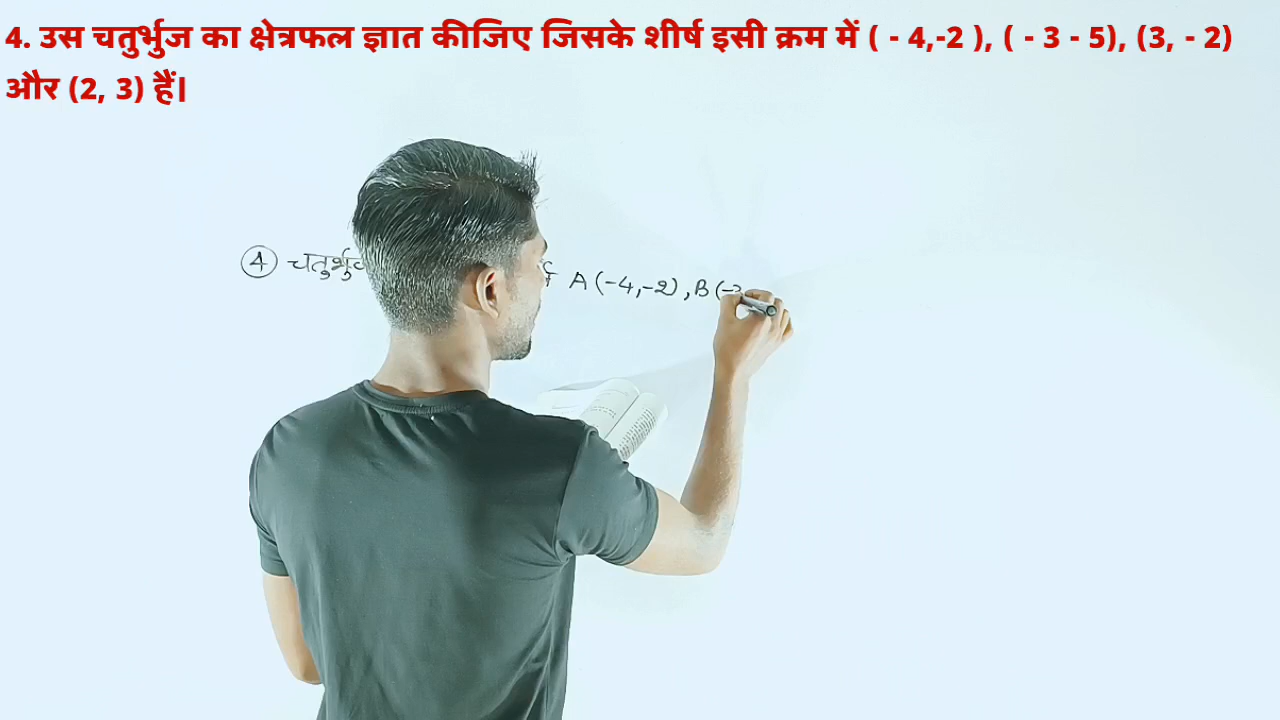 4. उस चतुर्भुज का क्षेत्रफल ज्ञात कीजिए जिसके शीर्ष इसी क्रम में ( - 4,-2 ), ( - 3 - 5), (3, - 2)
और (2, 3) हैं।
④ A (-4,-2), B (-3